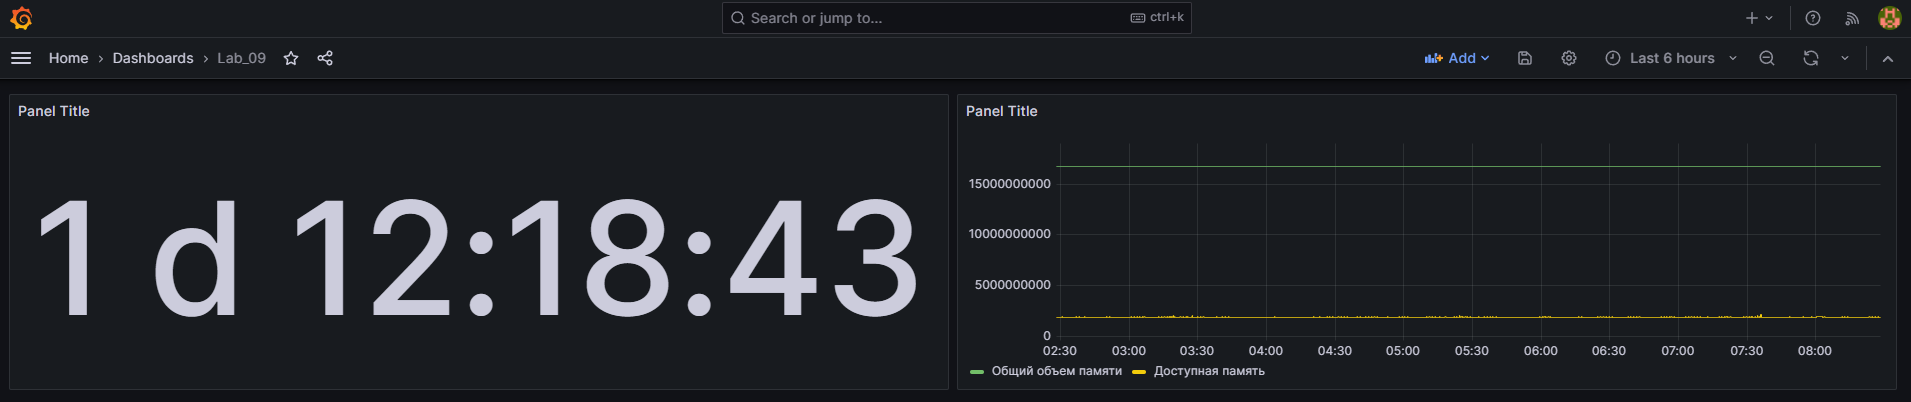 Search or jump to... ctrl+k
Home › Dashboards › Lab_09 Add Last 6 hours
Panel Title
1 d 12:18:43
Panel Title
15000000000
10000000000
5000000000
0
02:30 03:00 03:30 04:00 04:30 05:00 05:30 06:00 06:30 07:00 07:30 08:00
Общий объем памяти Доступная память